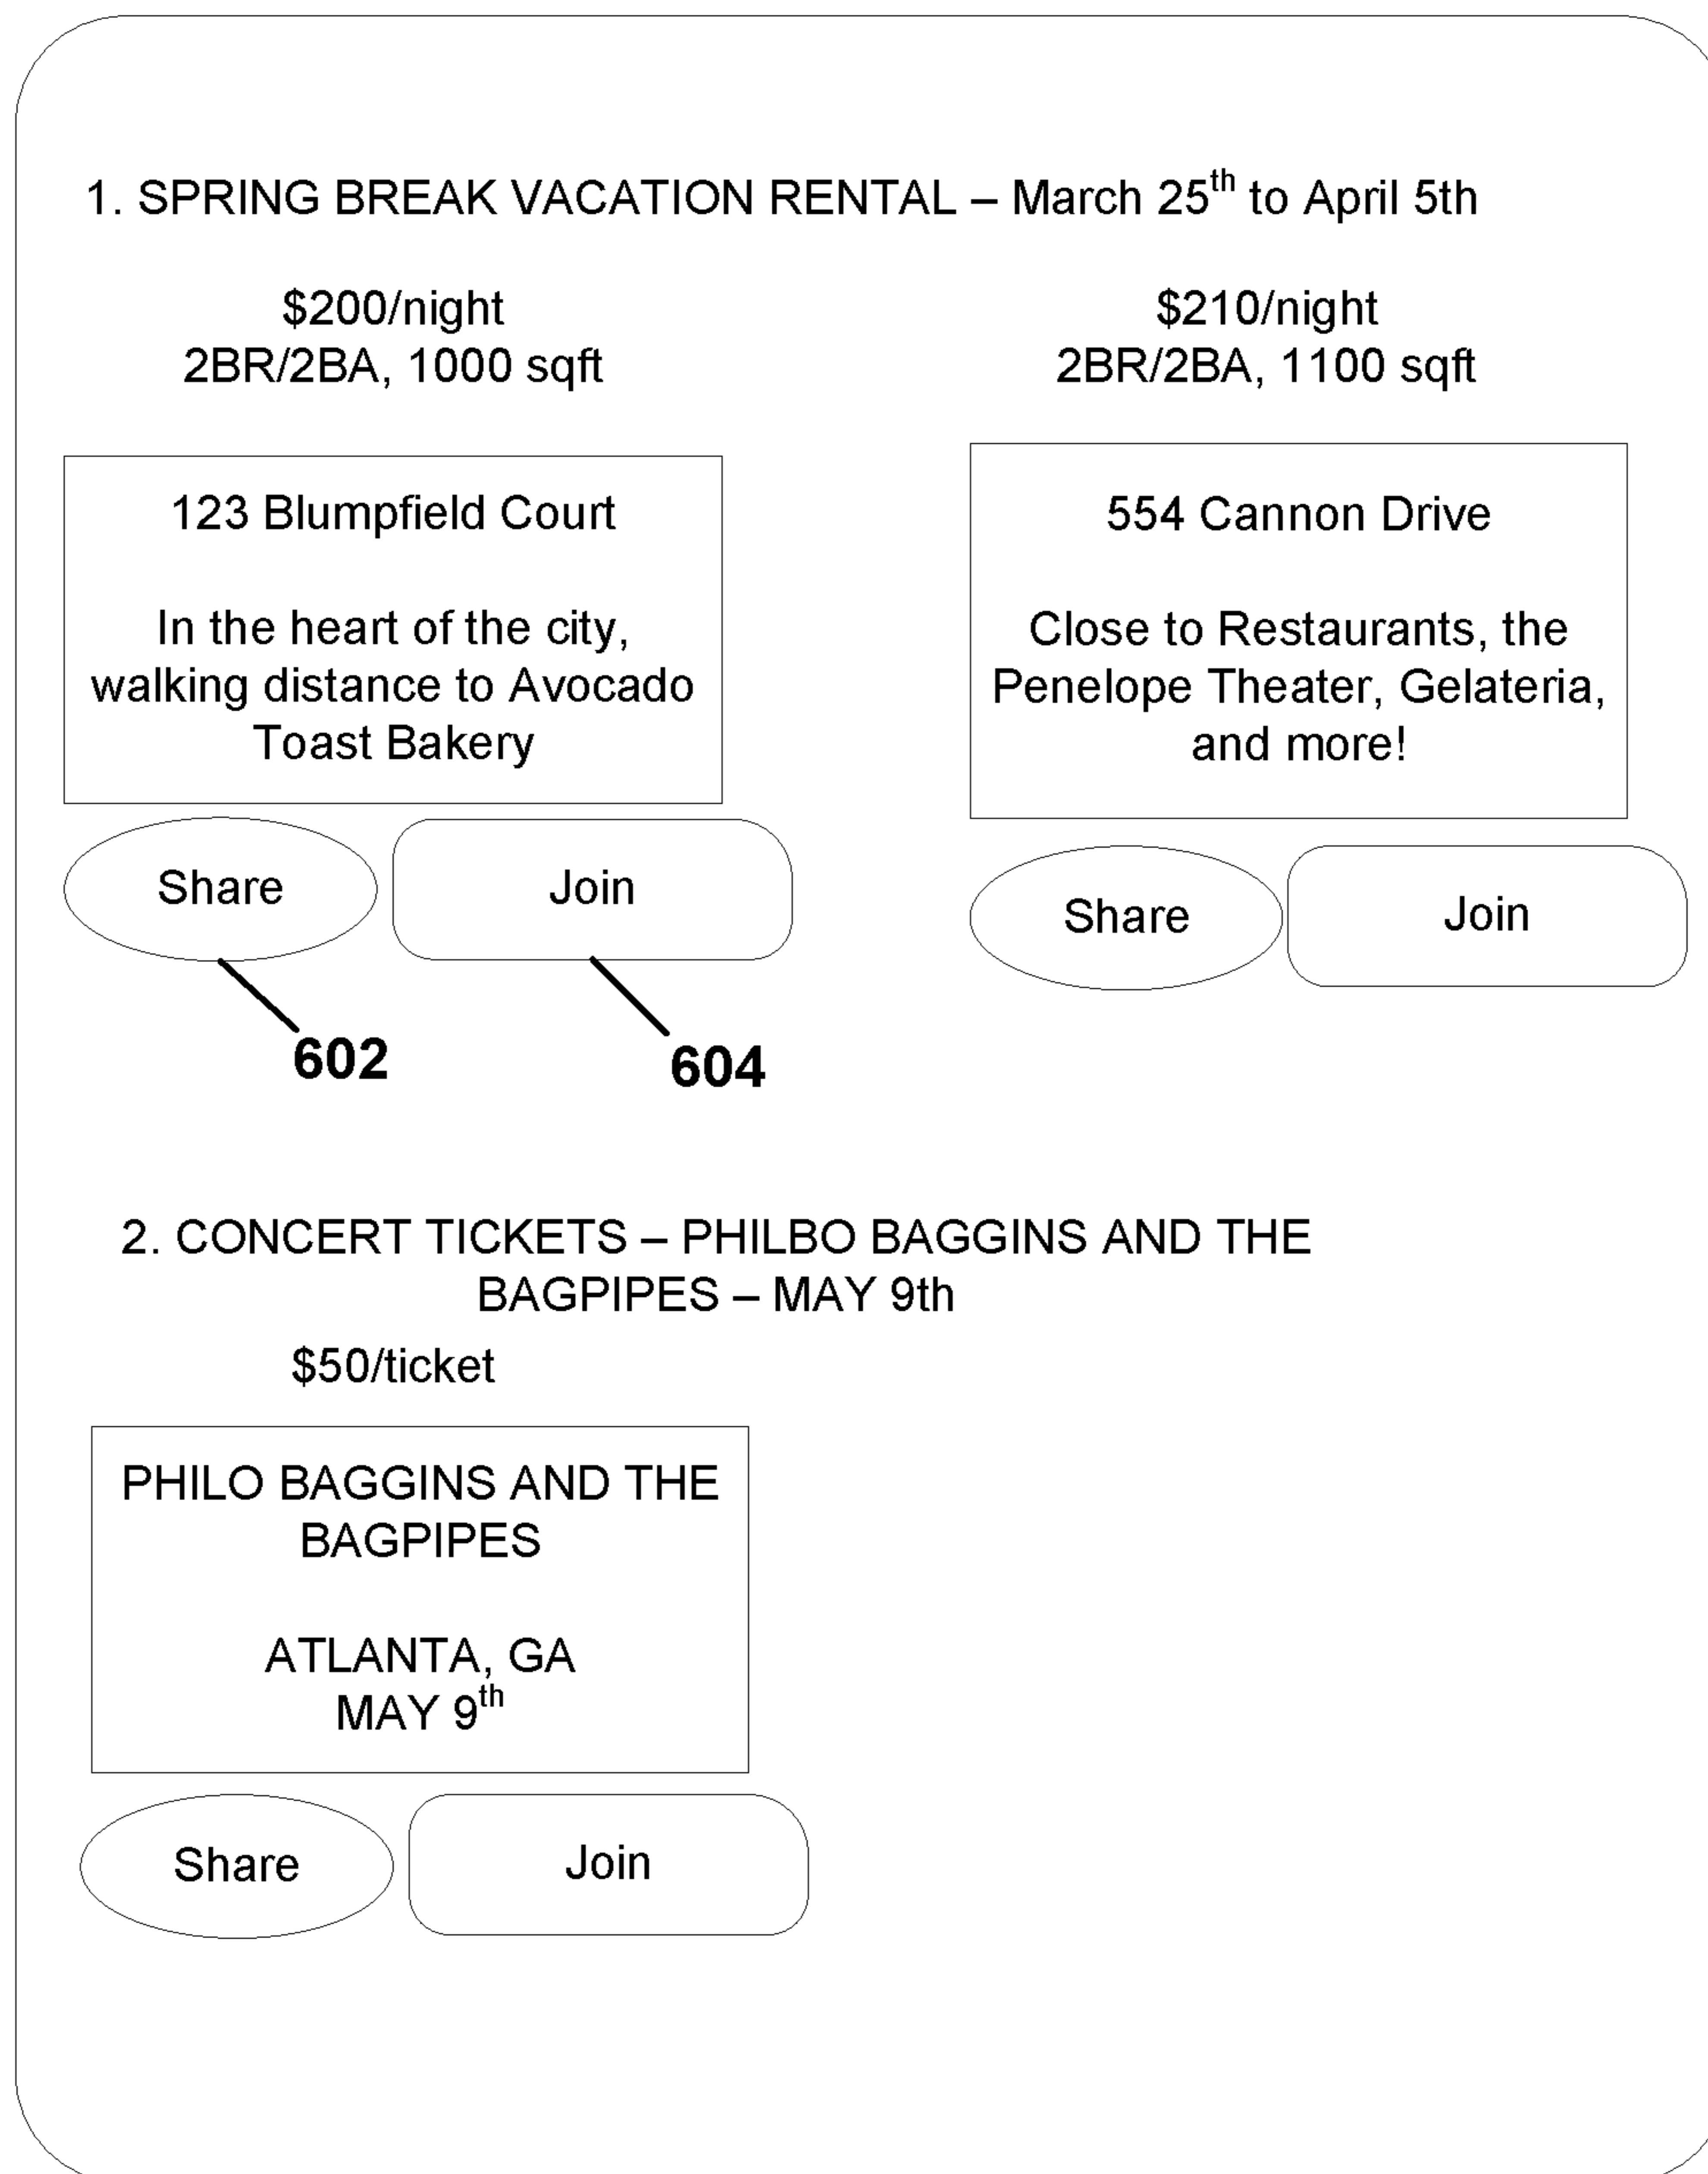 1. SPRING BREAK VACATION RENTAL – March 25th to April 5th
$200/night
2BR/2BA, 1000 sqft
123 Blumpfield Court
In the heart of the city,
walking distance to Avocado
Toast Bakery
Share
Join
602
604
$210/night
2BR/2BA, 1100 sqft
554 Cannon Drive
Close to Restaurants, the
Penelope Theater, Gelateria,
and more!
Share
Join
2. CONCERT TICKETS – PHILBO BAGGINS AND THE
BAGPIPES – MAY 9th
$50/ticket
PHILO BAGGINS AND THE
BAGPIPES
ATLANTA, GA
MAY 9th
Share
Join